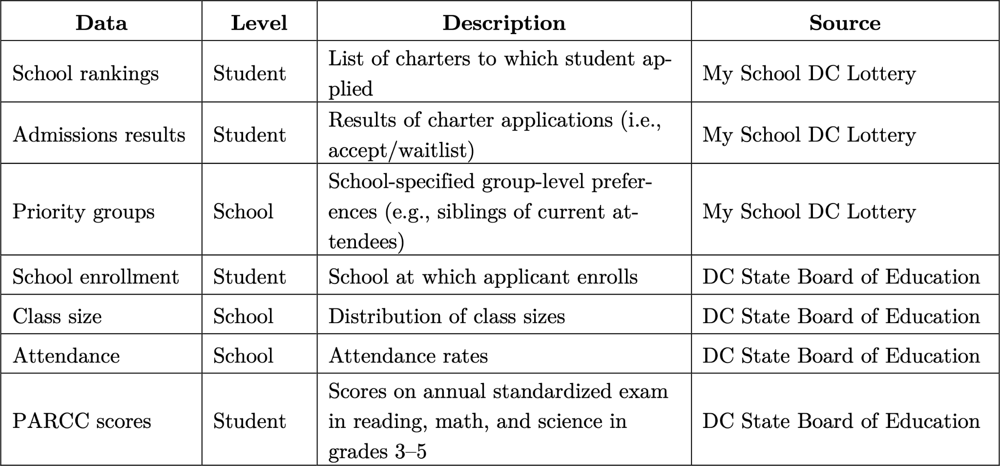 Data Level Description Source
School rankings Student List of charters to which student ap-
plied My School DC Lottery
Admissions results Student Results of charter applications (i.e.,
accept/waitlist) My School DC Lottery
Priority groups School School-specified group-level prefer-
ences (e.g., siblings of current at-
tendees) My School DC Lottery
School enrollment Student School at which applicant enrolls DC State Board of Education
Class size School Distribution of class sizes DC State Board of Education
Attendance School Attendance rates DC State Board of Education
PARCC scores Student Scores on annual standardized exam
in reading, math, and science in
grades 3–5 DC State Board of Education